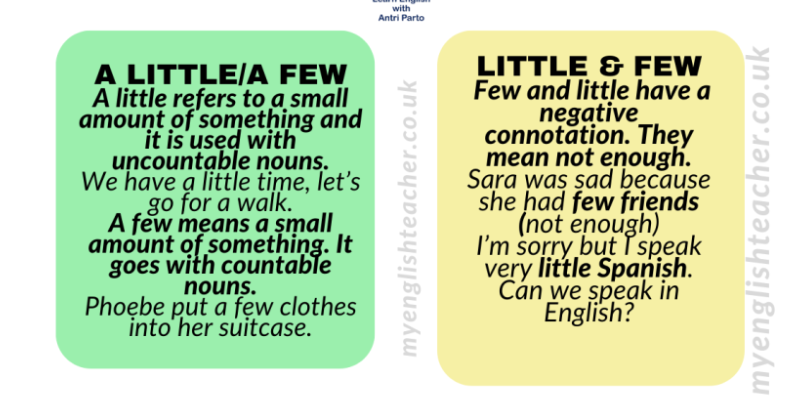 Learn English
with
Antri Parto
A LITTLE/A FEW
A little refers to a small
amount of something and
it is used with
uncountable nouns.
We have a little time, let's
go for a walk.
A few means a small
amount of something. It
goes with countable
nouns.
Phoebe put a few clothes
into her suitcase.
myenglishteacher.co.uk
LITTLE & FEW
Few and little have a
negative
connotation. They
mean not enough.
Sara was sad because
she had few friends
(not enough)
I'm sorry but I speak
very little Spanish.
Can we speak in
English?
myenglishteacher.co.uk